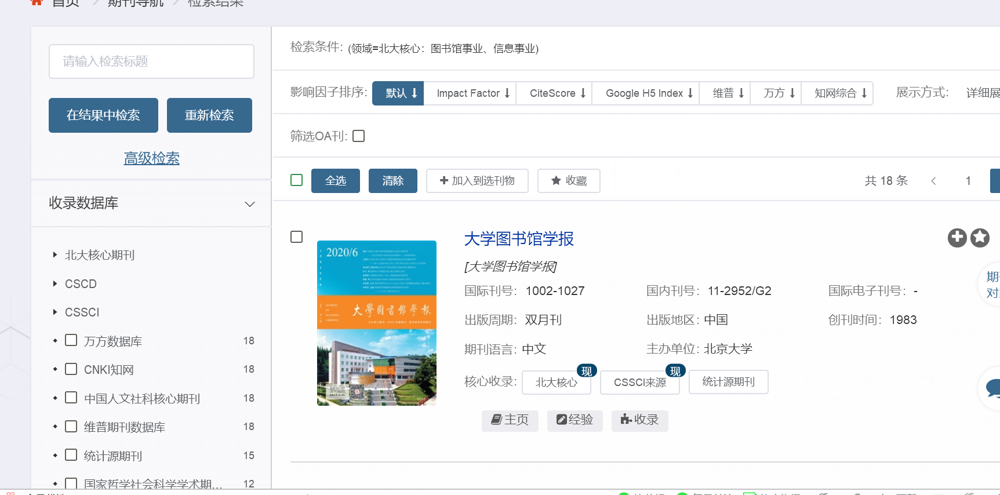 首页 / 期刊导航 / 检索结果
请输入检索标题
在结果中检索 重新检索
高级检索
收录数据库
北大核心期刊
CSCD
CSSCI
万方数据库 18
CNKI知网 18
中国人文社科核心期刊 18
维普期刊数据库 18
统计源期刊 15
国家哲学社会科学学术期... 12
检索条件: (领域=北大核心：图书馆事业、信息事业)
影响因子排序: 默认 Impact Factor CiteScore Google H5 Index 维普 万方 知网综合 展示方式: 详细展
筛选OA刊:
全选 清除 加入到选刊物 收藏 共 18 条 1
大学图书馆学报
[大学图书馆学报]
国际刊号: 1002-1027 国内刊号: 11-2952/G2 国际电子刊号: -
出版周期: 双月刊 出版地区: 中国 创刊时间: 1983
期刊语言: 中文 主办单位: 北京大学
核心收录: 北大核心 现 CSSCI来源 现 统计源期刊
主页 经验 收录
2020/6
JOURNAL
OF
ACADEMIC
LIBRARIES
大學圖書館學報
期
对